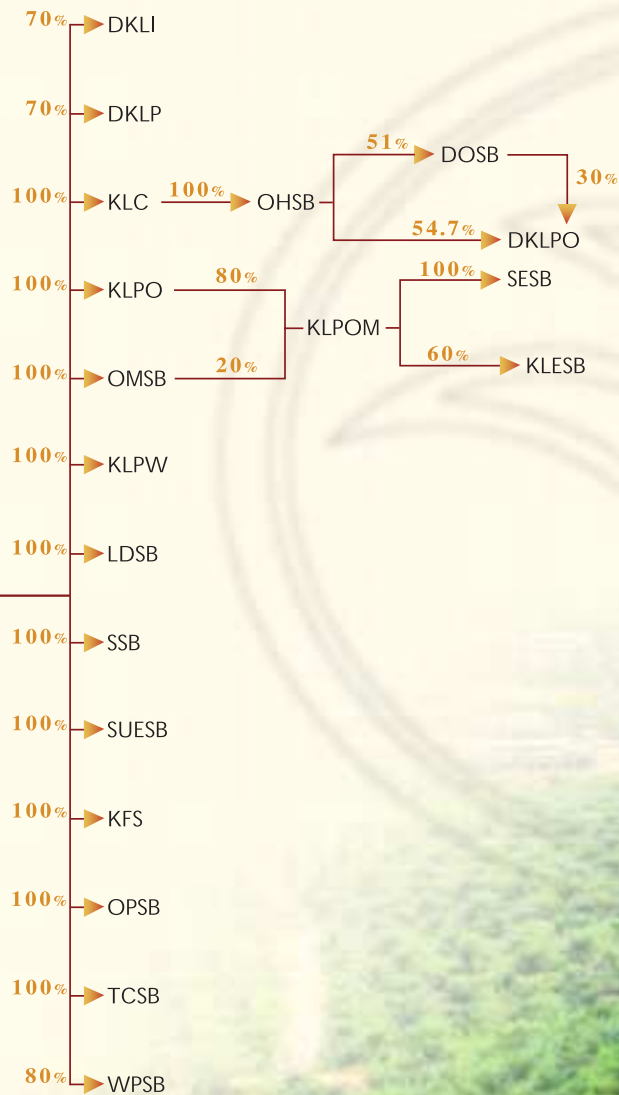 70% DKLI
70% DKLP
51% DOSB
30%
100% KLC 100% OHSB
54.7% DKLPO
100% SESB
100% KLPO 80%
KLPOM
60% KLESB
100% OMSB 20%
100% KLPW
100% LDSB
100% SSB
100% SUESB
100% KFS
100% OPSB
100% TCSB
80% WPSB